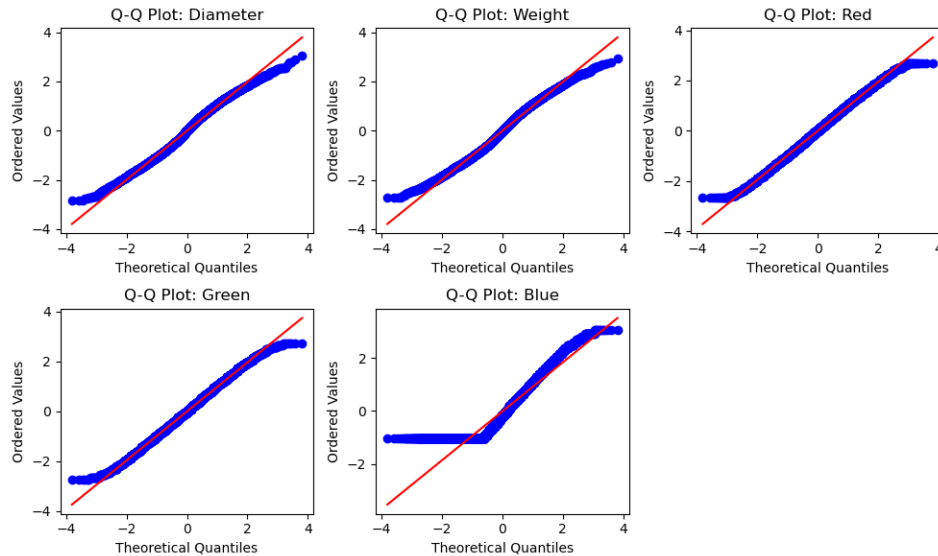 Q-Q Plot: Diameter
4
2
0
−2
−4
Ordered Values
−4 −2 0 2 4
Theoretical Quantiles
Q-Q Plot: Weight
4
2
0
−2
−4
Ordered Values
−4 −2 0 2 4
Theoretical Quantiles
Q-Q Plot: Red
4
2
0
−2
−4
Ordered Values
−4 −2 0 2 4
Theoretical Quantiles
Q-Q Plot: Green
4
2
0
−2
−4
Ordered Values
−4 −2 0 2 4
Theoretical Quantiles
Q-Q Plot: Blue
2
0
−2
Ordered Values
−4 −2 0 2 4
Theoretical Quantiles